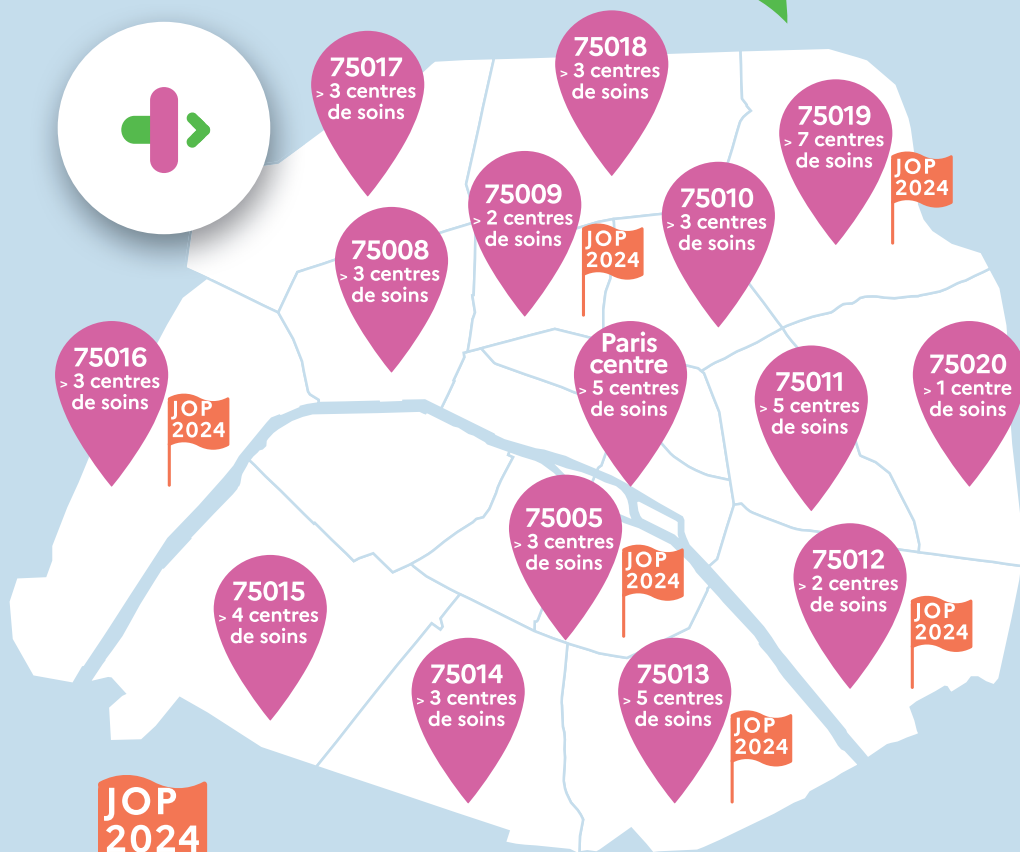 75018
> 3 centres
de soins
75017
> 3 centres
de soins
75019
> 7 centres
de soins
JOP
2024
75009
> 2 centres
de soins
JOP
2024
75010
> 3 centres
de soins
75008
> 3 centres
de soins
75016
> 3 centres
de soins
JOP
2024
Paris
centre
> 5 centres
de soins
75011
> 5 centres
de soins
75020
> 1 centre
de soins
75005
> 3 centres
de soins
JOP
2024
75012
> 2 centres
de soins
JOP
2024
75015
> 4 centres
de soins
75014
> 3 centres
de soins
75013
> 5 centres
de soins
JOP
2024
JOP
2024